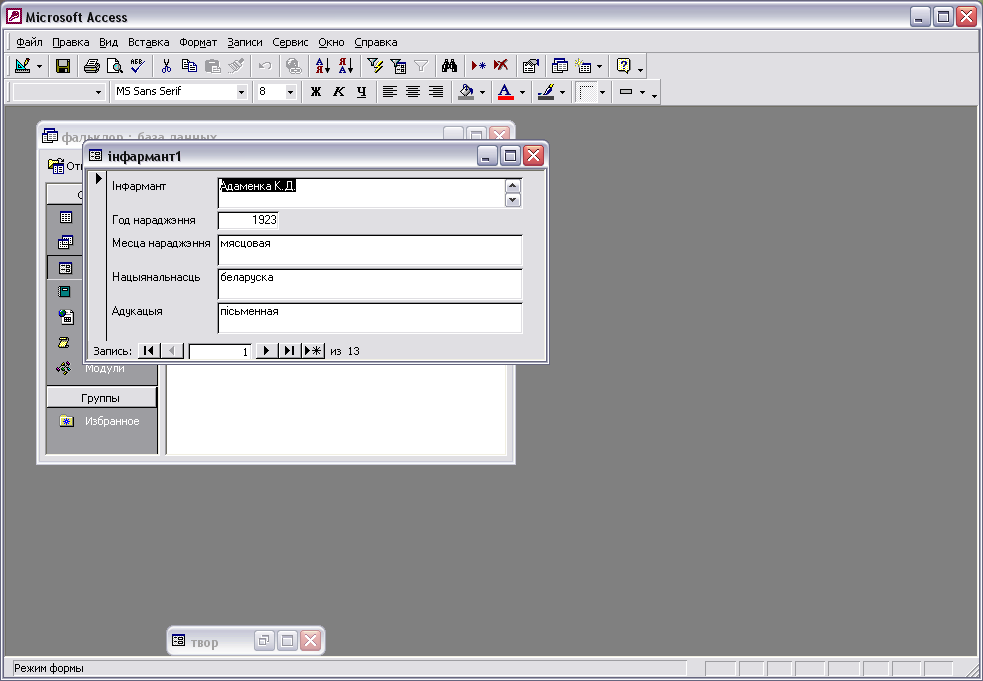 Microsoft Access
Файл Правка Вид Вставка Формат Записи Сервис Окно Справка
MS Sans Serif 8 Ж К Ч
фальклор : база данных
інфармант1
Інфармант Адаменка К.Д.
Год нараджэння 1923
Месца нараджэння мясцовая
Нацыянальнасць беларуска
Адукацыя пісьменная
Запись: 1 из 13
Модули
Группы
Избранное
твор
Режим формы